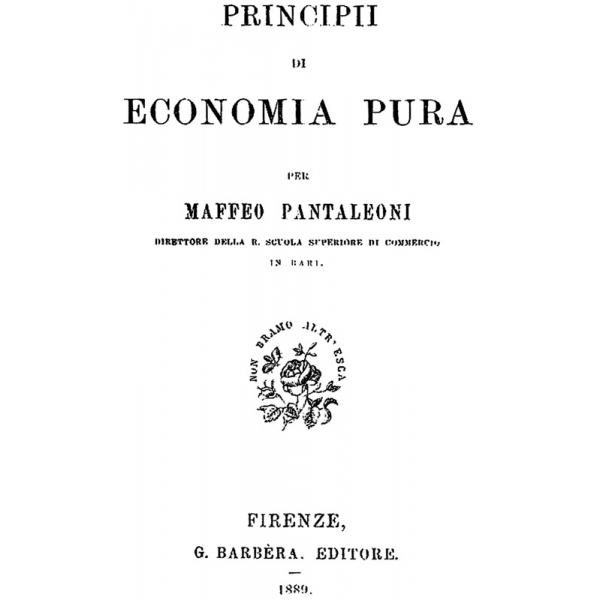 PRINCIPII
DI
ECONOMIA PURA
PER
MAFFEO PANTALEONI
DIRETTORE DELLA R. SCUOLA SUPERIORE DI COMMERCIO
IN BARI.
NON BRAMO ALTR'ESCA
FIRENZE,
G. BARBÈRA. EDITORE.
1889.